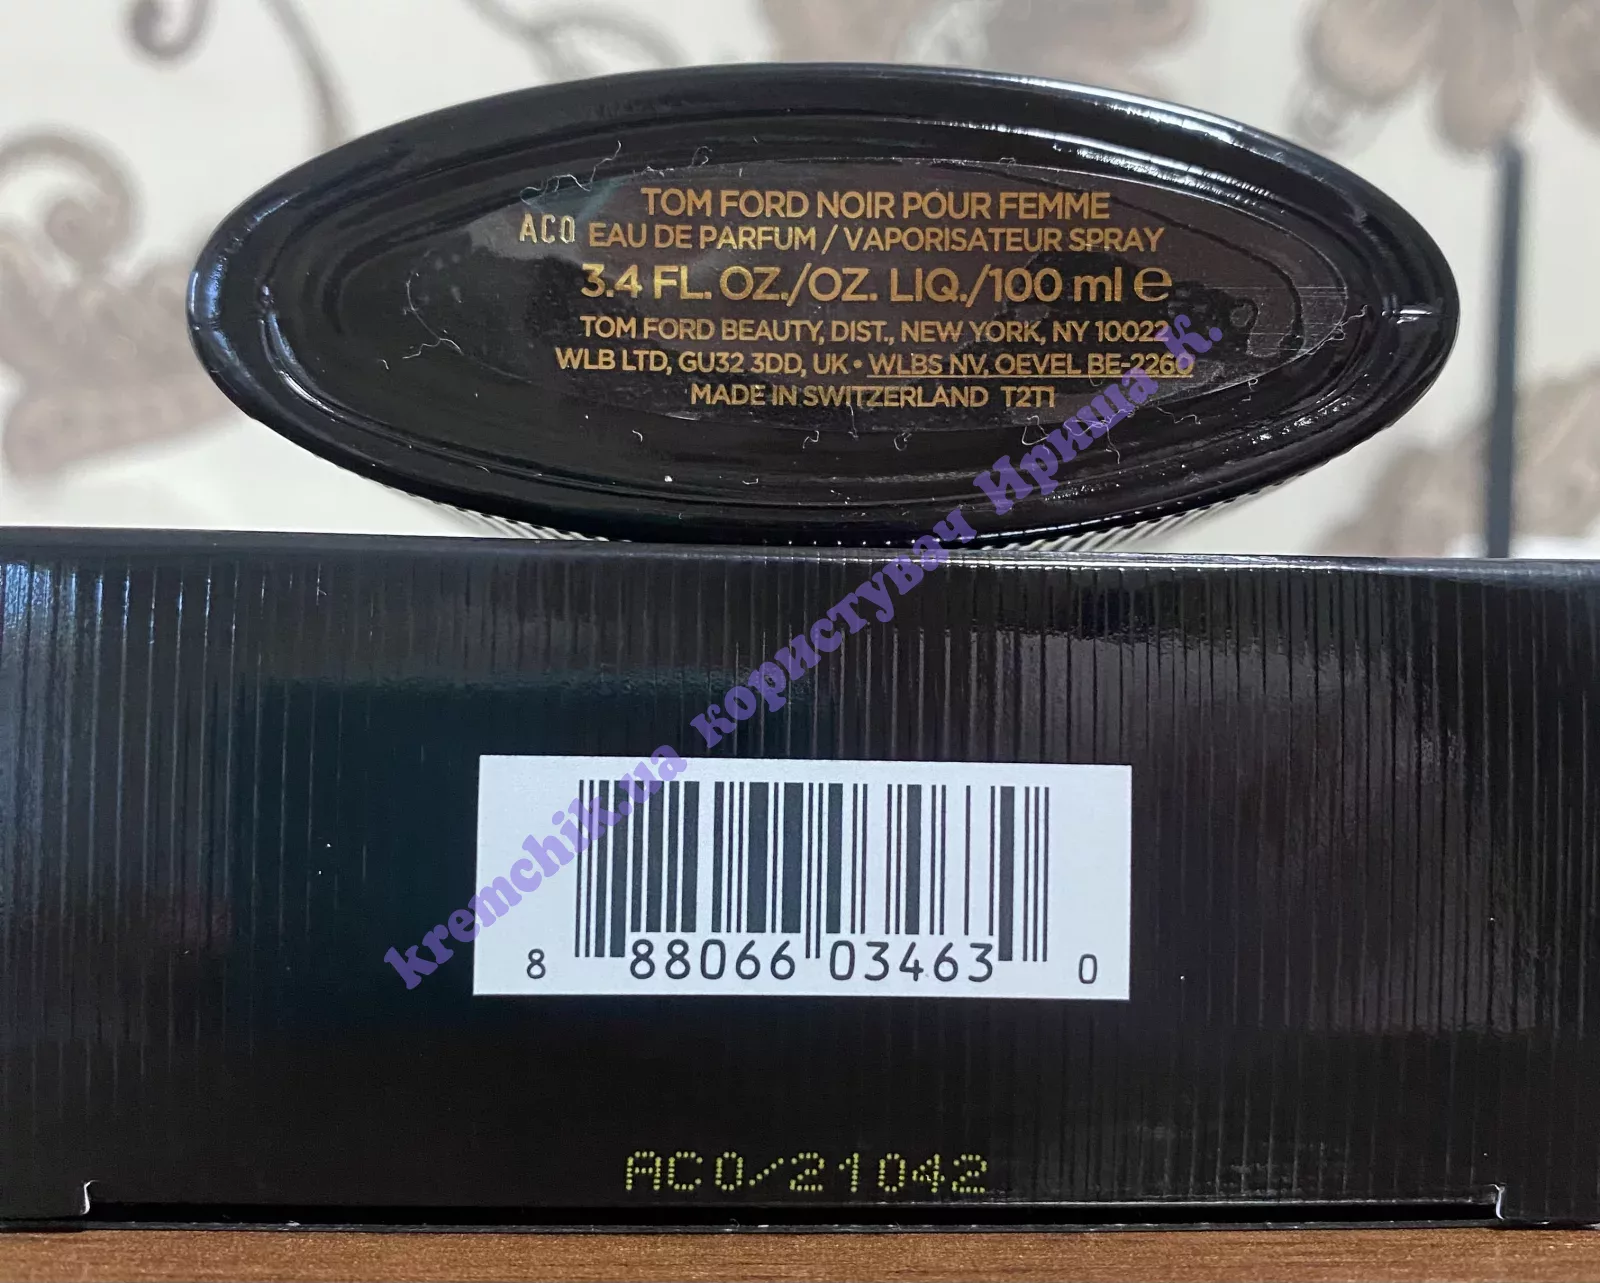 TOM FORD NOIR POUR FEMME
AC0 EAU DE PARFUM / VAPORISATEUR SPRAY
3.4 FL. OZ./OZ. LIQ./100 ml ℮
TOM FORD BEAUTY, DIST., NEW YORK, NY 10022
WLB LTD, GU32 3DD, UK • WLBS NV, OEVEL BE-2260
MADE IN SWITZERLAND T2T1
kremchik.ua користувач Ириша К.
8 88066 03463 0
AC0/21042